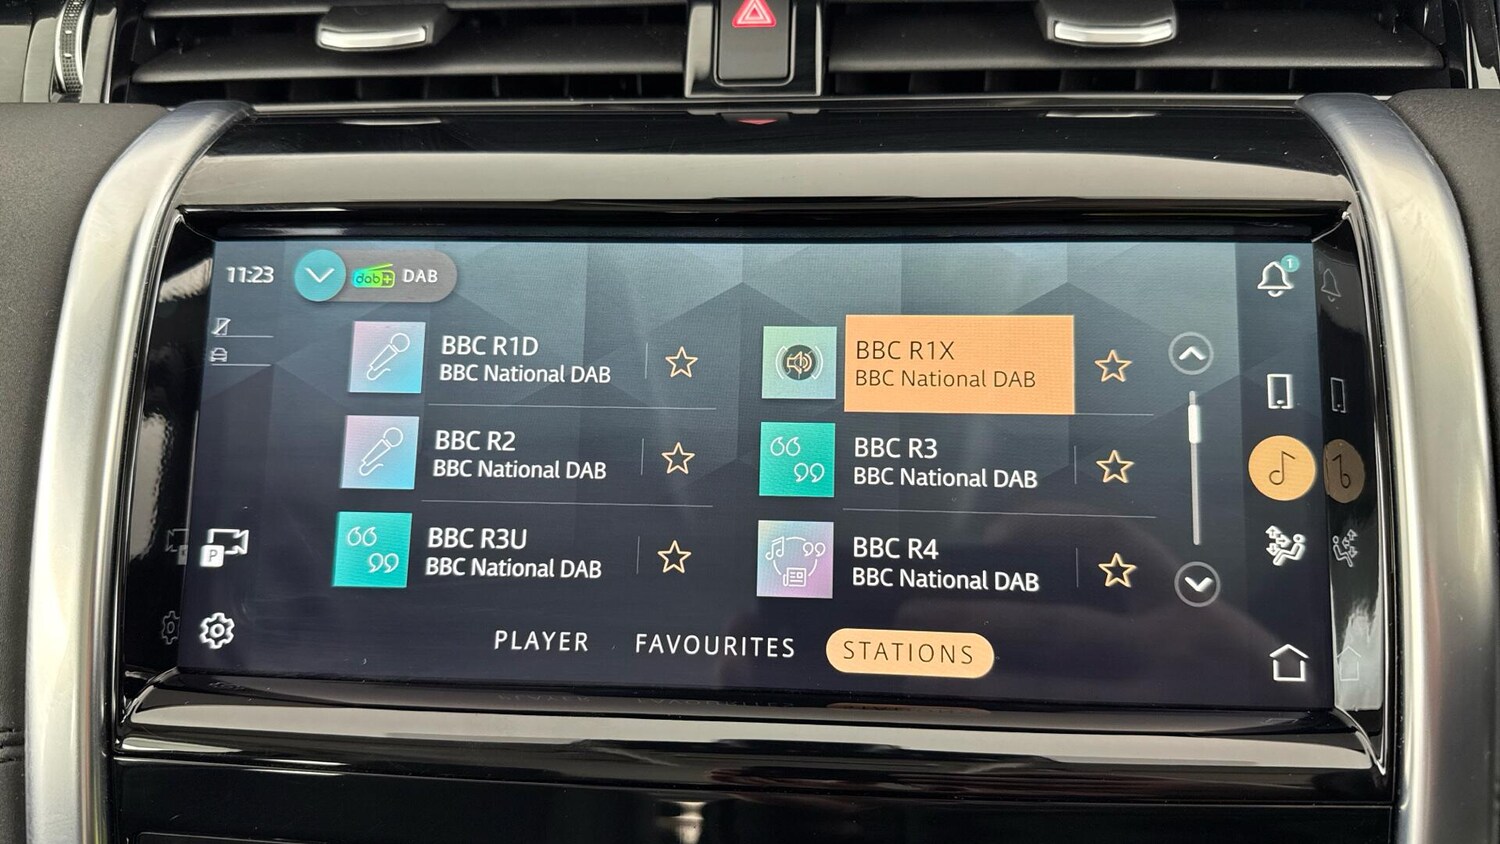 11:23
dab+ DAB
1
BBC R1D
BBC National DAB
BBC R1X
BBC National DAB
BBC R2
BBC National DAB
BBC R3
BBC National DAB
BBC R3U
BBC National DAB
BBC R4
BBC National DAB
P
PLAYER FAVOURITES STATIONS